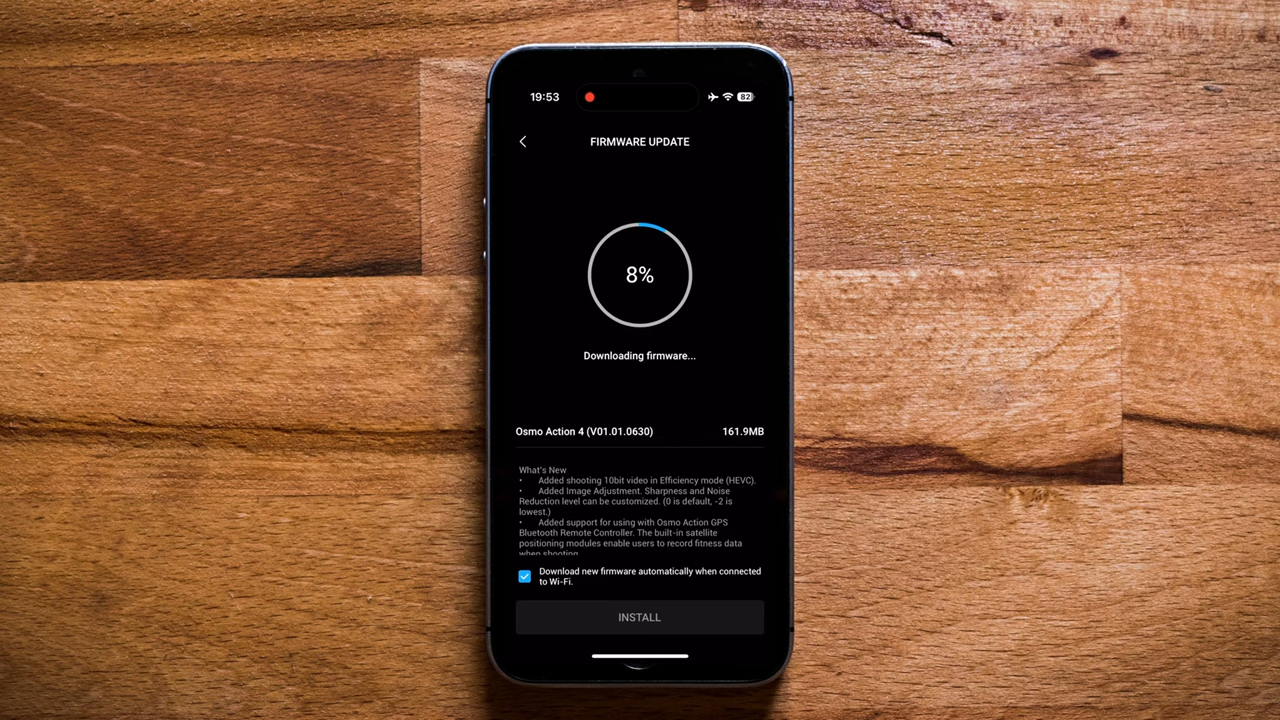 19:53
82
FIRMWARE UPDATE
8%
Downloading firmware...
Osmo Action 4 (V01.01.0630) 161.9MB
What's New
• Added shooting 10bit video in Efficiency mode (HEVC).
• Added Image Adjustment. Sharpness and Noise
Reduction level can be customized. (0 is default, -2 is
lowest.)
• Added support for using with Osmo Action GPS
Bluetooth Remote Controller. The built-in satellite
positioning modules enable users to record fitness data
when shooting
Download new firmware automatically when connected
to Wi-Fi.
INSTALL